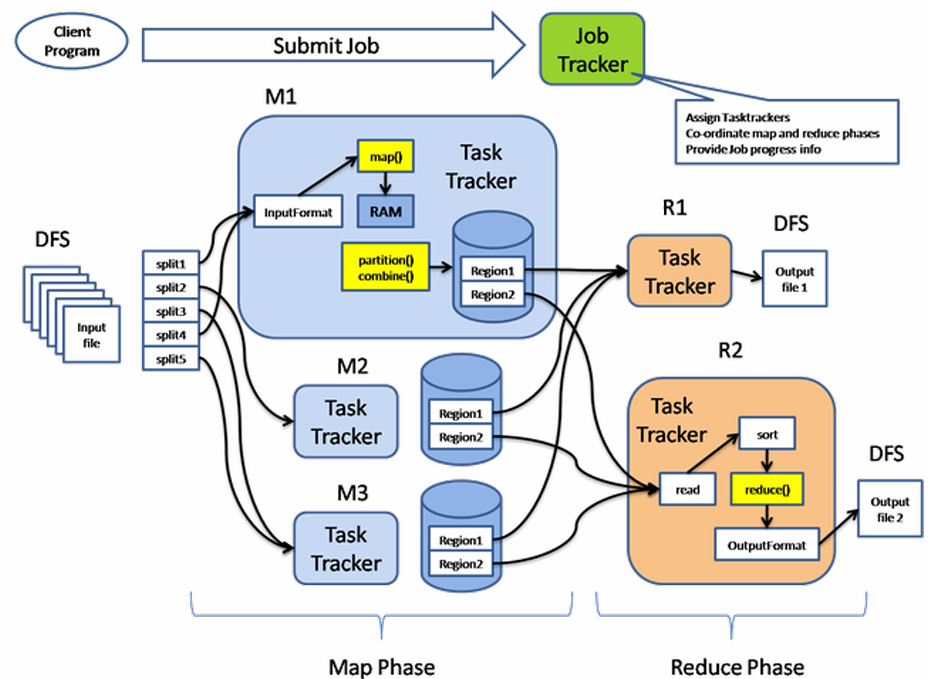 Client
Program
Submit Job
Job
Tracker
Assign Tasktrackers
Co-ordinate map and reduce phases
Provide Job progress info
M1
map()
Task
Tracker
InputFormat
RAM
partition()
combine()
Region1
Region2
DFS
Input
file
split1
split2
split3
split4
split5
M2
Task
Tracker
Region1
Region2
M3
Task
Tracker
Region1
Region2
R1
Task
Tracker
DFS
Output
file 1
R2
Task
Tracker
sort
read
reduce()
OutputFormat
DFS
Output
file 2
Map Phase
Reduce Phase